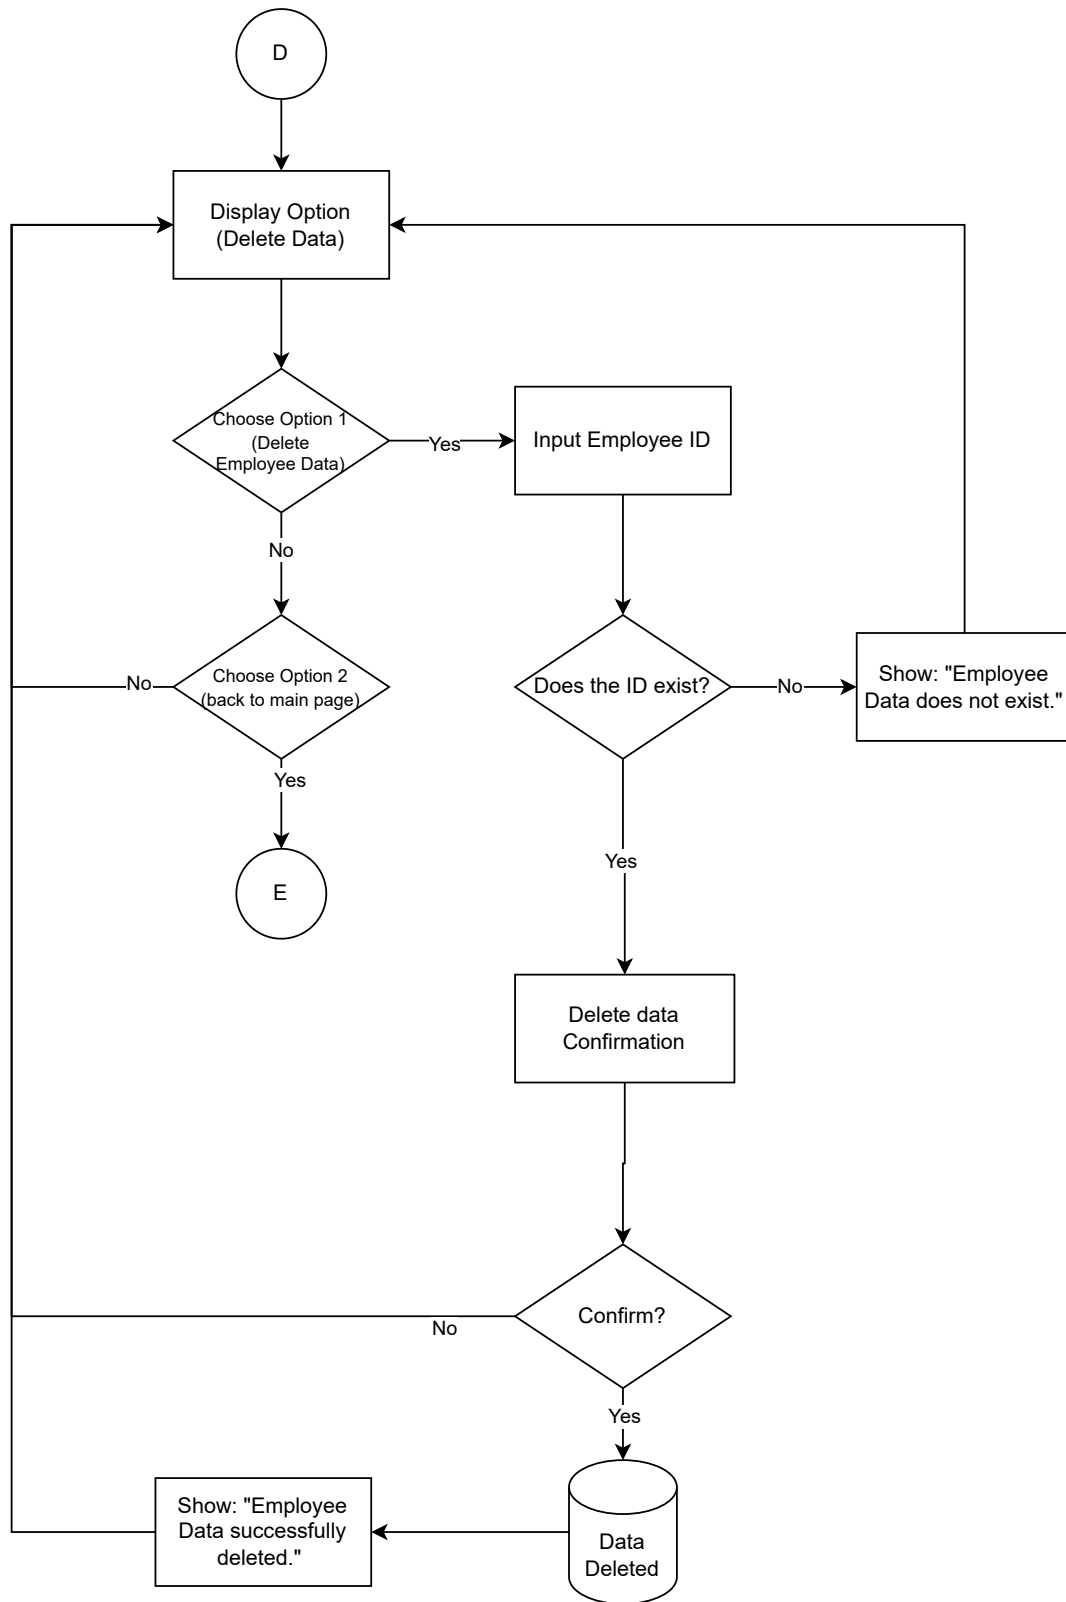 D
Display Option
(Delete Data)
Choose Option 1
(Delete
Employee Data)
Yes
Input Employee ID
No
Choose Option 2
(back to main page)
No
Does the ID exist?
No
Show: "Employee
Data does not exist."
Yes
E
Yes
Delete data
Confirmation
Confirm?
No
Yes
Show: "Employee
Data successfully
deleted."
Data
Deleted